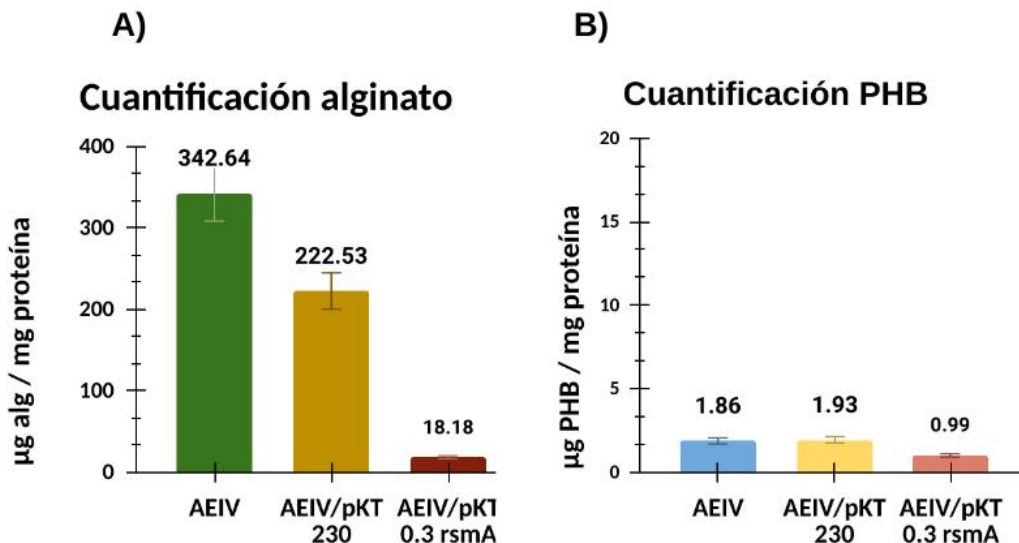 A)
Cuantificación alginato
µg alg / mg proteína
400
300
200
100
0
342.64
222.53
18.18
AEIV
AEIV/pKT
230
AEIV/pKT
0.3 rsmA
B)
Cuantificación PHB
µg PHB / mg proteína
20
15
10
5
0
1.86
1.93
0.99
AEIV
AEIV/pKT
230
AEIV/pKT
0.3 rsmA